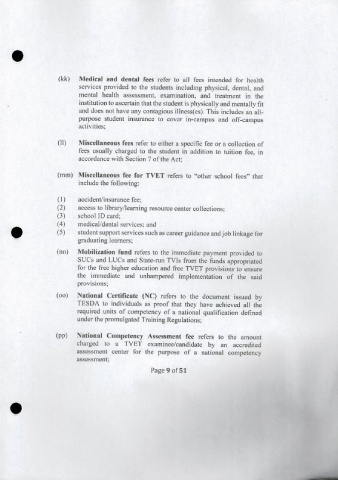 (kk) Medical and dental fees refer to all fees intended for health
services provided to the students including physical, dental, and
mental health assessment, examination, and treatment in the
institution to ascertain that the student is physically and mentally fit
and does not have any contagious illness(es). This includes an all-
purpose student insurance to cover in-campus and off-campus
activities;
(ll) Miscellaneous fees refer to either a specific fee or a collection of
fees usually charged to the student in addition to tuition fee, in
accordance with Section 7 of the Act;
(mm) Miscellaneous fee for TVET refers to "other school fees" that
include the following:
(1) accident/insurance fee;
(2) access to library/learning resource center collections;
(3) school ID card;
(4) medical/dental services; and
(5) student support services such as career guidance and job linkage for
graduating learners;
(nn) Mobilization fund refers to the immediate payment provided to
SUCs and LUCs and State-run TVIs from the funds appropriated
for the free higher education and free TVET provisions to ensure
the immediate and unhampered implementation of the said
provisions;
(oo) National Certificate (NC) refers to the document issued by
TESDA to individuals as proof that they have achieved all the
required units of competency of a national qualification defined
under the promulgated Training Regulations;
(pp) National Competency Assessment fee refers to the amount
charged to a TVET examinee/candidate by an accredited
assessment center for the purpose of a national competency
assessment;
Page 9 of 51